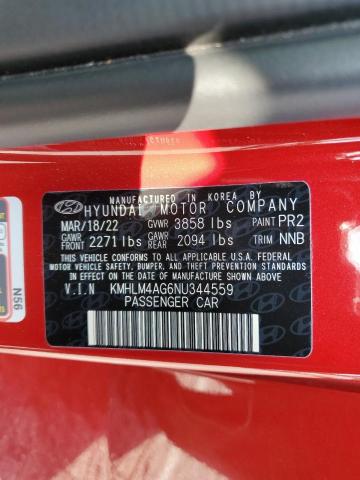 MANUFACTURED IN KOREA BY
HYUNDAI MOTOR COMPANY
MAR/18/22 GVWR 3858 lbs PAINT PR2
GAWR FRONT 2271 lbs GAWR REAR 2094 lbs TRIM NNB
THIS VEHICLE CONFORMS TO ALL APPLICABLE U.S.A. FEDERAL
MOTOR VEHICLE SAFETY, BUMPER, AND THEFT PREVENTION
STANDARDS IN EFFECT ON THE DATE OF MANUFACTURE SHOWN ABOVE.
V.I.N KMHLM4AG6NU344559
PASSENGER CAR
N56